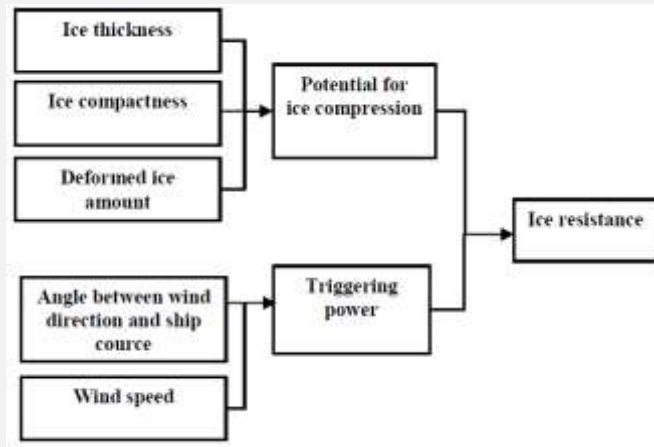 Ice thickness
Ice compactness
Deformed ice
amount
Potential for
ice compression
Ice resistance
Angle between wind
direction and ship
cource
Wind speed
Triggering
power